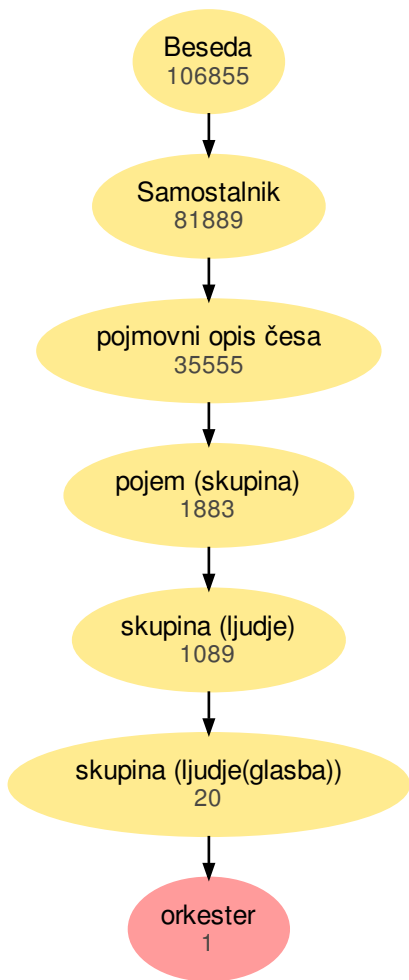 Beseda
106855
Samostalnik
81889
pojmovni opis česa
35555
pojem (skupina)
1883
skupina (ljudje)
1089
skupina (ljudje(glasba))
20
orkester
1